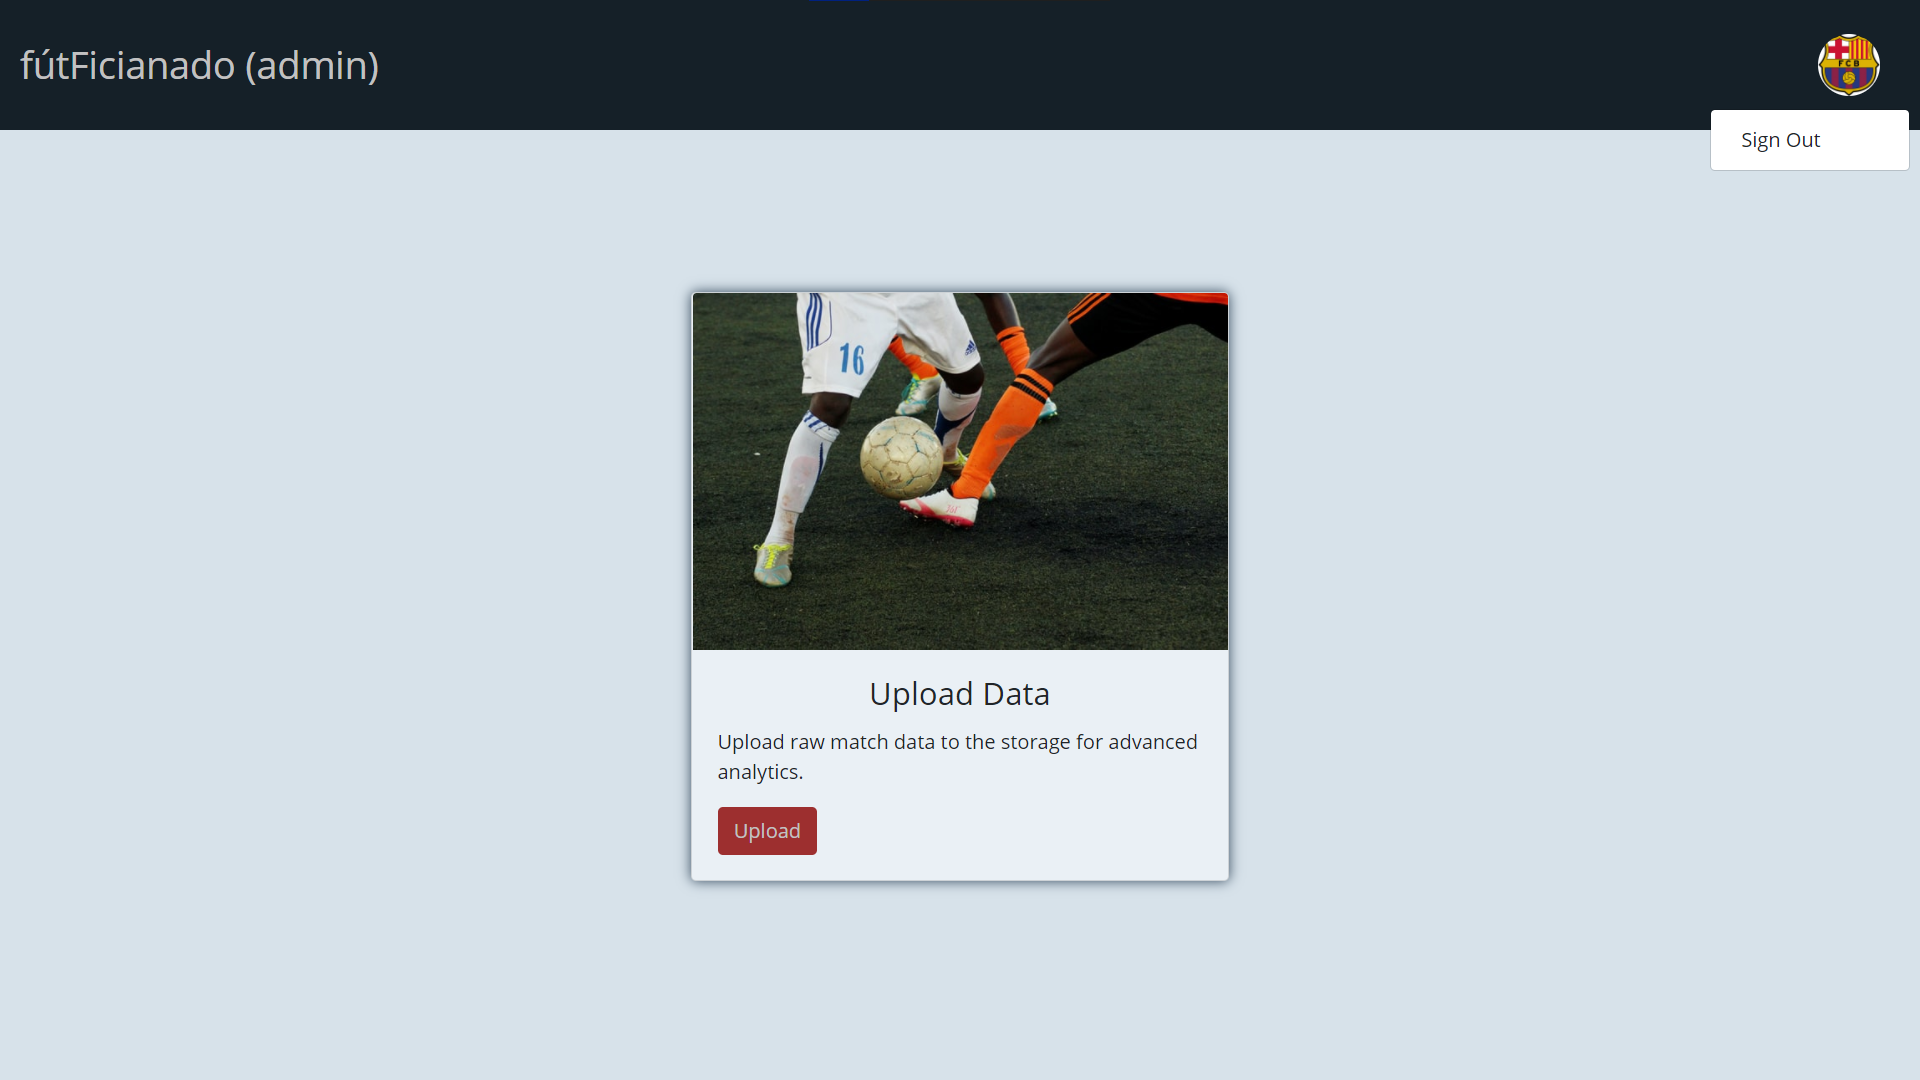 fútFicianado (admin)
FCB
Sign Out
16
Upload Data
Upload raw match data to the storage for advanced
analytics.
Upload